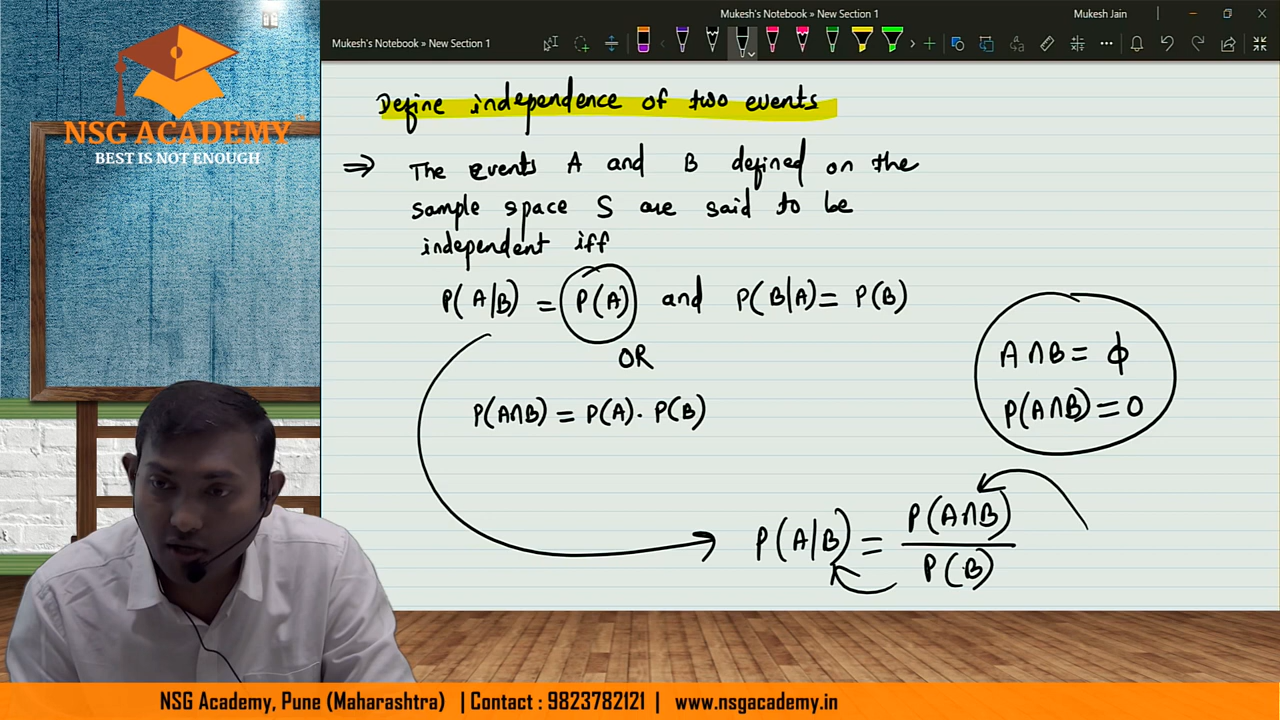 Mukesh's Notebook » New Section 1
Mukesh Jain
Mukesh's Notebook » New Section 1
NSG ACADEMY
BEST IS NOT ENOUGH
Define independence of two events
⇒ The events A and B defined on the
sample space S are said to be
independent iff
P(A|B) = P(A) and P(B|A) = P(B)
OR
P(A∩B) = P(A) · P(B)
A∩B = ϕ
P(A∩B) = 0
P(A|B) = P(A∩B) / P(B)
NSG Academy, Pune (Maharashtra) | Contact : 9823782121 | www.nsgacademy.in